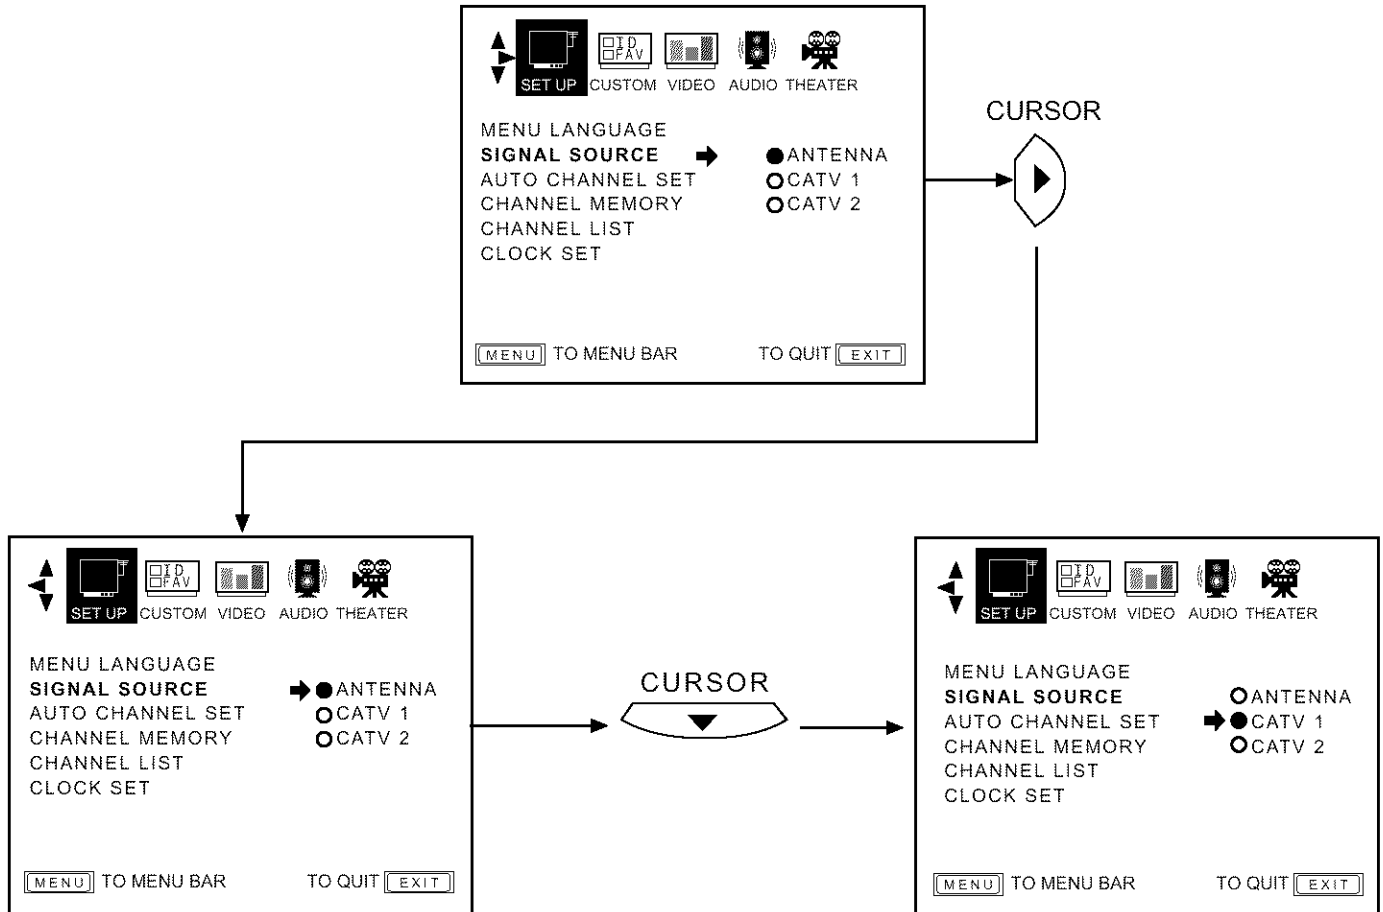 ID
FAV
SET UP CUSTOM VIDEO AUDIO THEATER
MENU LANGUAGE
SIGNAL SOURCE ANTENNA
AUTO CHANNEL SET CATV 1
CHANNEL MEMORY CATV 2
CHANNEL LIST
CLOCK SET
MENU TO MENU BAR TO QUIT EXIT
CURSOR
ID
FAV
SET UP CUSTOM VIDEO AUDIO THEATER
MENU LANGUAGE
SIGNAL SOURCE ANTENNA
AUTO CHANNEL SET CATV 1
CHANNEL MEMORY CATV 2
CHANNEL LIST
CLOCK SET
MENU TO MENU BAR TO QUIT EXIT
CURSOR
ID
FAV
SET UP CUSTOM VIDEO AUDIO THEATER
MENU LANGUAGE
SIGNAL SOURCE ANTENNA
AUTO CHANNEL SET CATV 1
CHANNEL MEMORY CATV 2
CHANNEL LIST
CLOCK SET
MENU TO MENU BAR TO QUIT EXIT